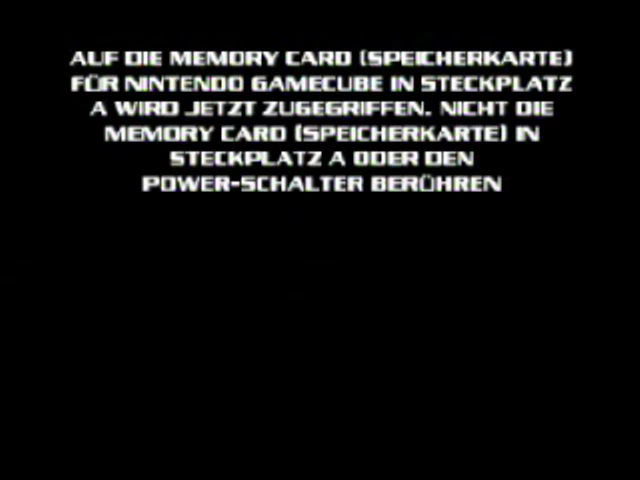 AUF DIE MEMORY CARD (SPEICHERKARTE)
FÜR NINTENDO GAMECUBE IN STECKPLATZ
A WIRD JETZT ZUGEGRIFFEN. NICHT DIE
MEMORY CARD (SPEICHERKARTE) IN
STECKPLATZ A ODER DEN
POWER-SCHALTER BERÜHREN